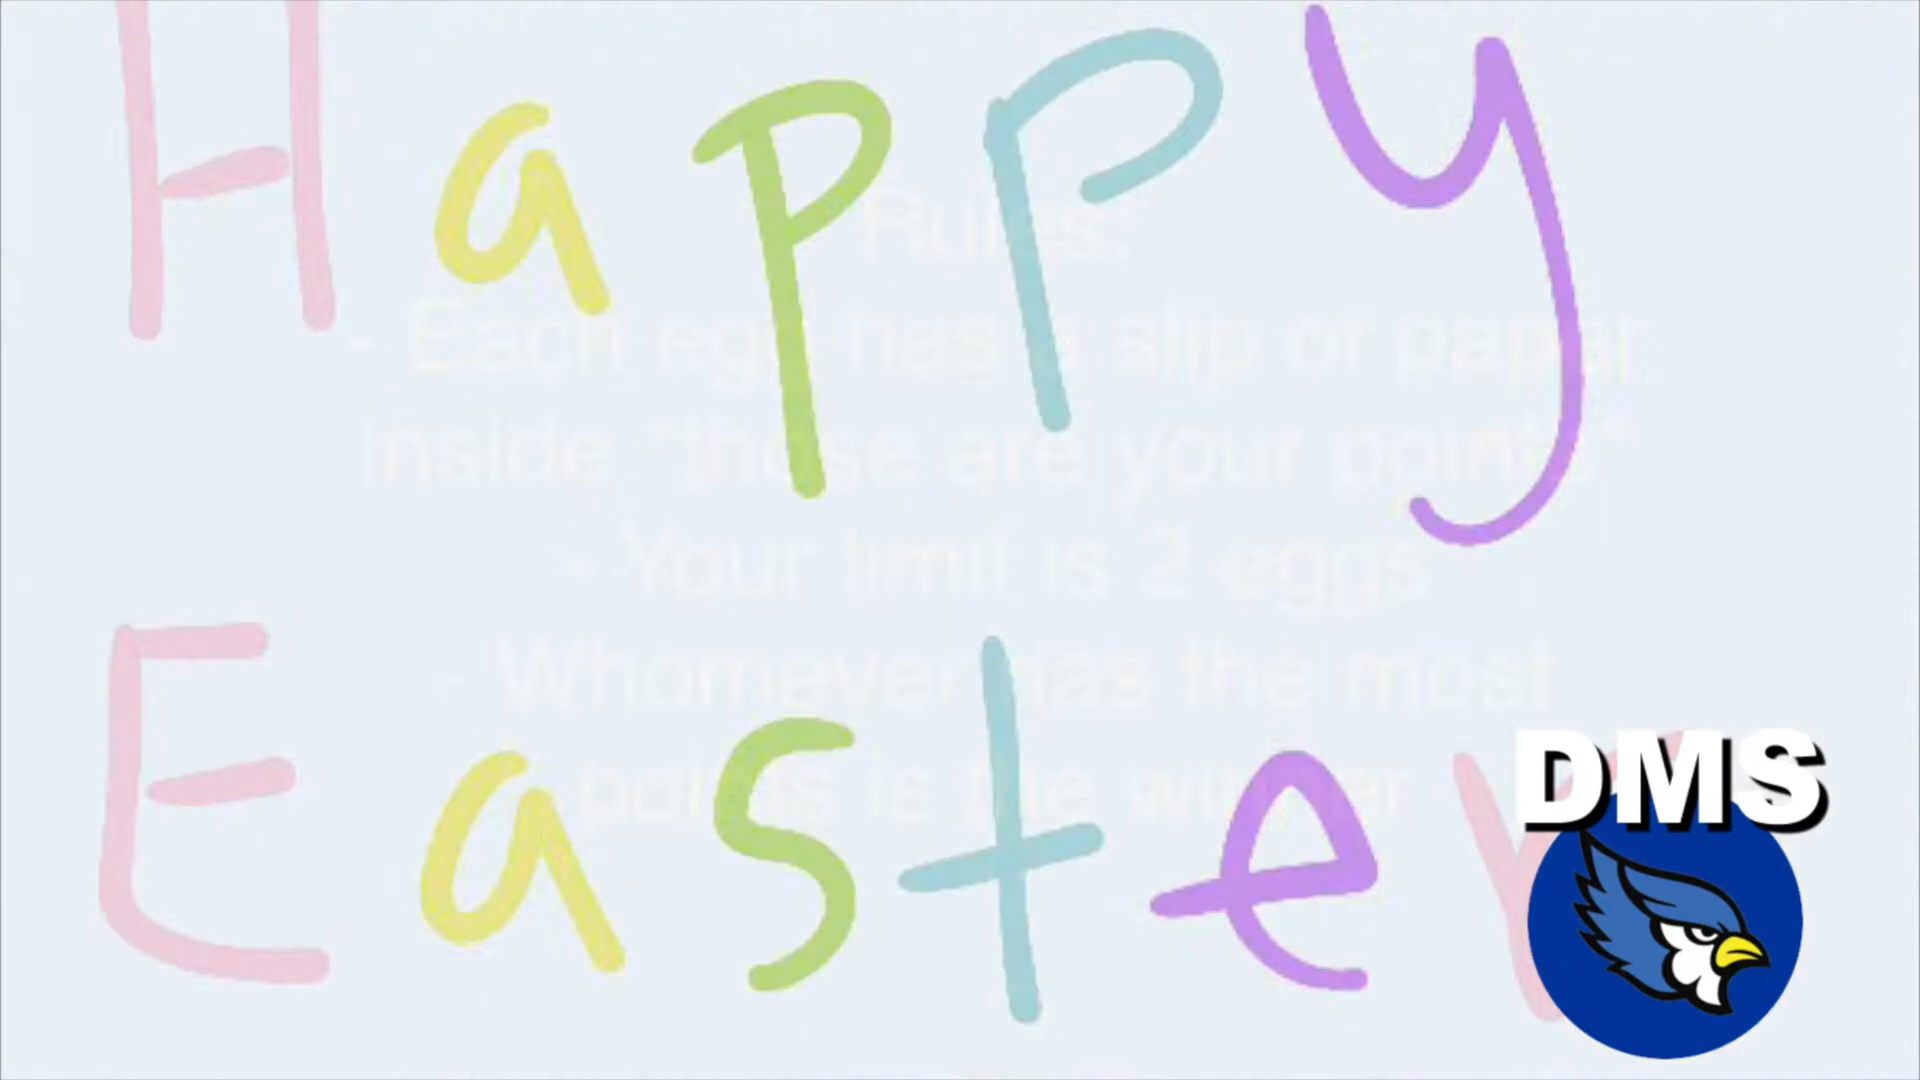 Happy
Easter
Rules:
- Each egg has a slip of paper
inside "those are your points"
- Your limit is 2 eggs
- Whomever has the most
points is the winner
DMS